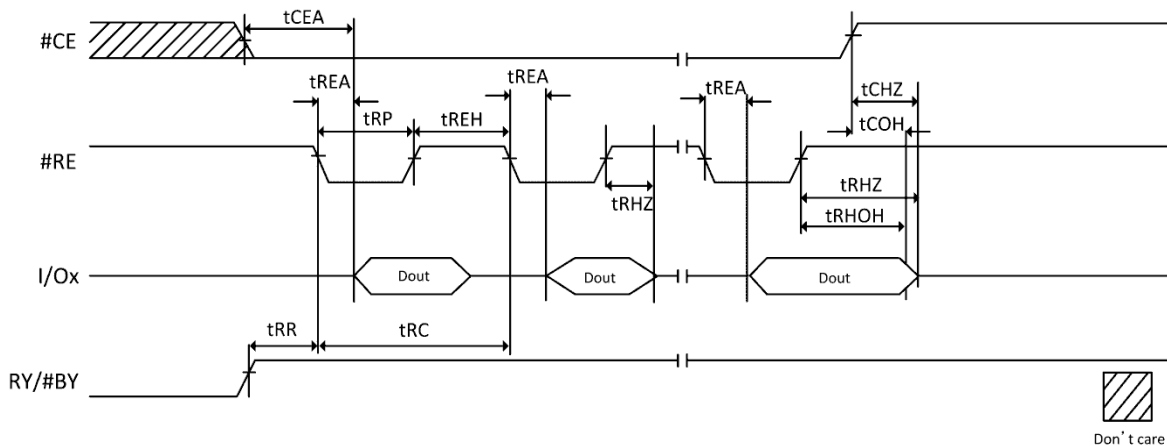 tCEA
#CE
tREA
tREA
tREA
tCHZ
tRP
tREH
tCOH
#RE
tRHZ
tRHZ
tRHOH
I/Ox
Dout
Dout
Dout
tRR
tRC
RY/#BY
Don't care